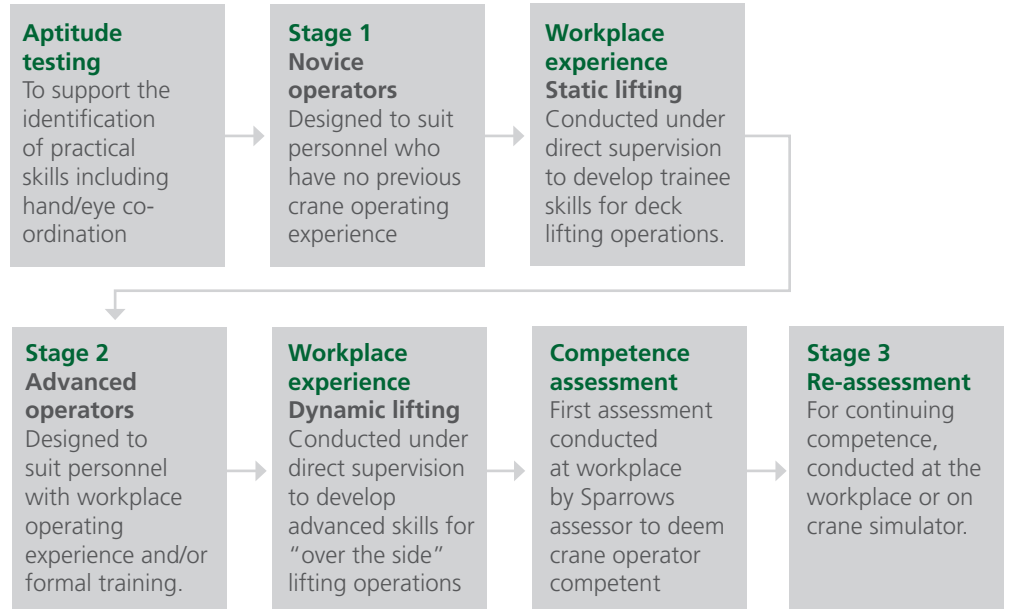 Aptitude
testing
To support the
identification
of practical
skills including
hand/eye co-
ordination
Stage 1
Novice
operators
Designed to suit
personnel who
have no previous
crane operating
experience
Workplace
experience
Static lifting
Conducted under
direct supervision
to develop trainee
skills for deck
lifting operations.
Stage 2
Advanced
operators
Designed to
suit personnel
with workplace
operating
experience and/or
formal training.
Workplace
experience
Dynamic lifting
Conducted under
direct supervision
to develop
advanced skills for
“over the side”
lifting operations
Competence
assessment
First assessment
conducted
at workplace
by Sparrows
assessor to deem
crane operator
competent
Stage 3
Re-assessment
For continuing
competence,
conducted at the
workplace or on
crane simulator.